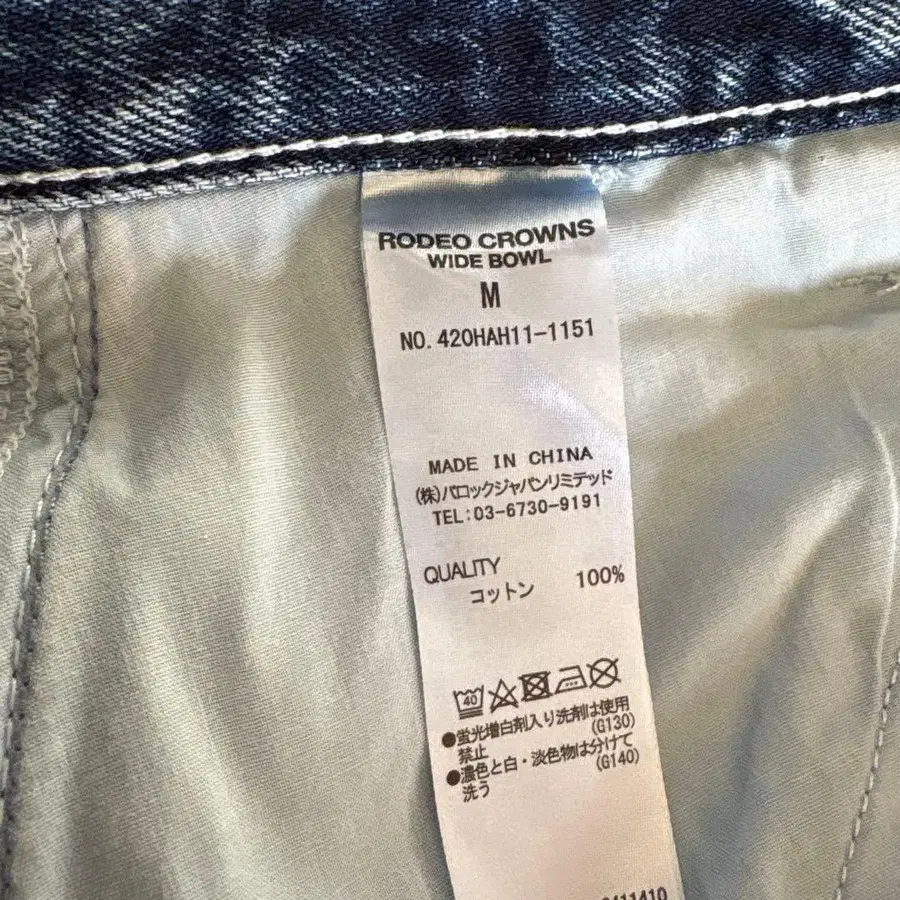 RODEO CROWNS
WIDE BOWL
M
NO. 420HAH11-1151
MADE IN CHINA
(株)バロックジャパンリミテッド
TEL:03-6730-9191
QUALITY
コットン 100%
40
●蛍光増白剤入り洗剤は使用
禁止 (G130)
●濃色と白・淡色物は分けて
洗う (G140)